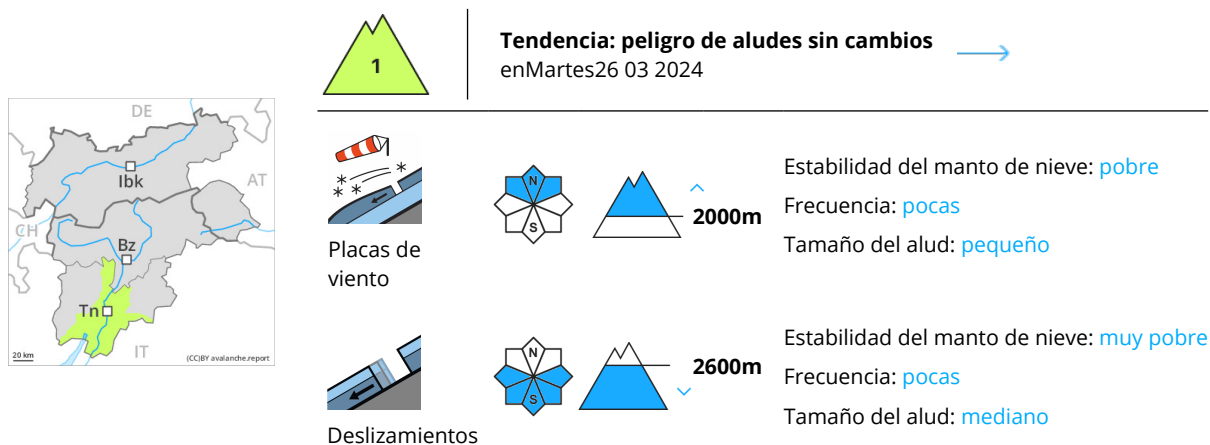 1
Tendencia: peligro de aludes sin cambios
enMartes26 03 2024
DE
Ibk
AT
CH
Bz
Tn
IT
20 km
(CC)BY avalanche.report
N
S
2000m
Placas de
viento
Estabilidad del manto de nieve: pobre
Frecuencia: pocas
Tamaño del alud: pequeño
N
S
2600m
Deslizamientos
Estabilidad del manto de nieve: muy pobre
Frecuencia: pocas
Tamaño del alud: mediano